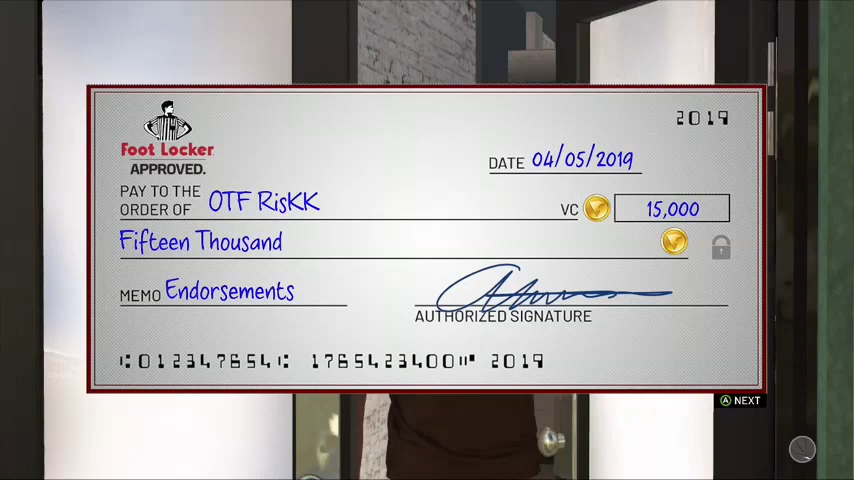 2019
Foot Locker
APPROVED.
DATE 04/05/2019
PAY TO THE
ORDER OF OTF RisKK VC 15,000
Fifteen Thousand
MEMO Endorsements
AUTHORIZED SIGNATURE
⑆012347654⑆ 1765423400⑈ 2019
A NEXT